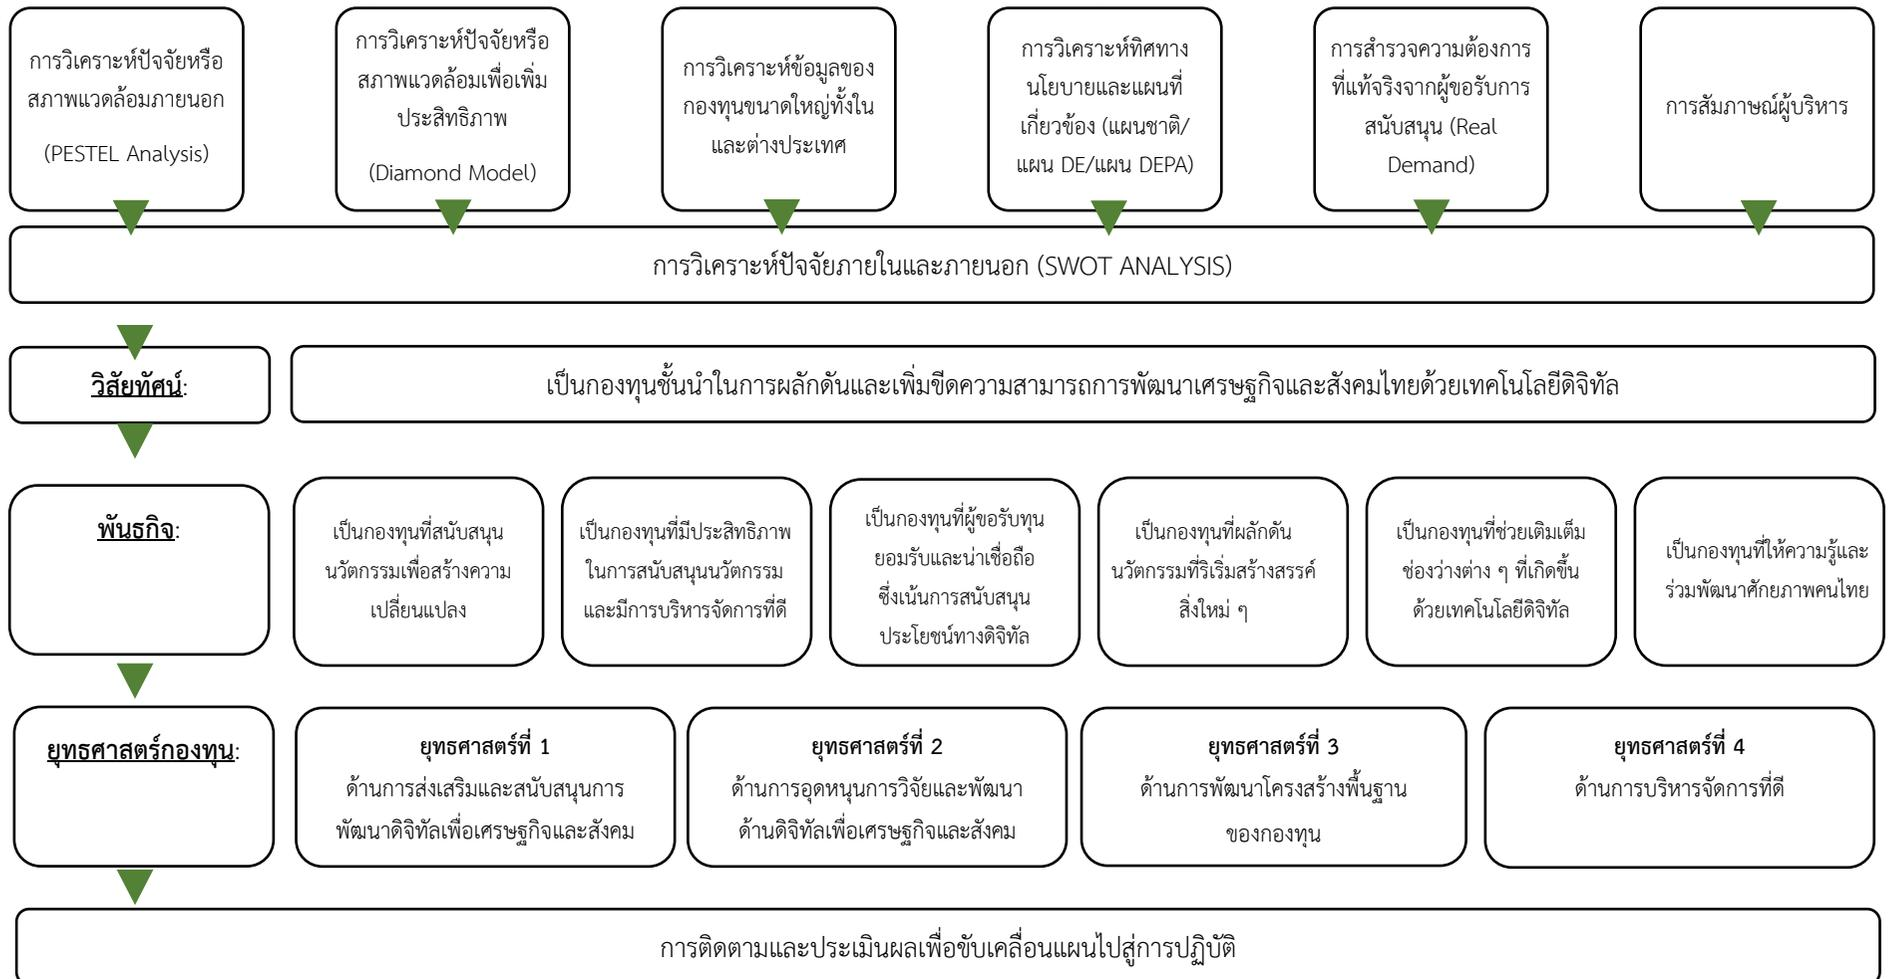 การวิเคราะห์ปัจจัยหรือ
สภาพแวดล้อมภายนอก
(PESTEL Analysis)
การวิเคราะห์ปัจจัยหรือ
สภาพแวดล้อมเพื่อเพิ่ม
ประสิทธิภาพ
(Diamond Model)
การวิเคราะห์ข้อมูลของ
กองทุนขนาดใหญ่ทั้งใน
และต่างประเทศ
การวิเคราะห์ทิศทาง
นโยบายและแผนที่
เกี่ยวข้อง (แผนชาติ/
แผน DE/แผน DEPA)
การสำรวจความต้องการ
ที่แท้จริงจากผู้ขอรับการ
สนับสนุน (Real
Demand)
การสัมภาษณ์ผู้บริหาร
การวิเคราะห์ปัจจัยภายในและภายนอก (SWOT ANALYSIS)
วิสัยทัศน์:
เป็นกองทุนชั้นนำในการผลักดันและเพิ่มขีดความสามารถการพัฒนาเศรษฐกิจและสังคมไทยด้วยเทคโนโลยีดิจิทัล
พันธกิจ:
เป็นกองทุนที่สนับสนุน
นวัตกรรมเพื่อสร้างความ
เปลี่ยนแปลง
เป็นกองทุนที่มีประสิทธิภาพ
ในการสนับสนุนนวัตกรรม
และมีการบริหารจัดการที่ดี
เป็นกองทุนที่ผู้ขอรับทุน
ยอมรับและน่าเชื่อถือ
ซึ่งเน้นการสนับสนุน
ประโยชน์ทางดิจิทัล
เป็นกองทุนที่ผลักดัน
นวัตกรรมที่ริเริ่มสร้างสรรค์
สิ่งใหม่ ๆ
เป็นกองทุนที่ช่วยเติมเต็ม
ช่องว่างต่าง ๆ ที่เกิดขึ้น
ด้วยเทคโนโลยีดิจิทัล
เป็นกองทุนที่ให้ความรู้และ
ร่วมพัฒนาศักยภาพคนไทย
ยุทธศาสตร์กองทุน:
ยุทธศาสตร์ที่ 1
ด้านการส่งเสริมและสนับสนุนการ
พัฒนาดิจิทัลเพื่อเศรษฐกิจและสังคม
ยุทธศาสตร์ที่ 2
ด้านการอุดหนุนการวิจัยและพัฒนา
ด้านดิจิทัลเพื่อเศรษฐกิจและสังคม
ยุทธศาสตร์ที่ 3
ด้านการพัฒนาโครงสร้างพื้นฐาน
ของกองทุน
ยุทธศาสตร์ที่ 4
ด้านการบริหารจัดการที่ดี
การติดตามและประเมินผลเพื่อขับเคลื่อนแผนไปสู่การปฏิบัติ